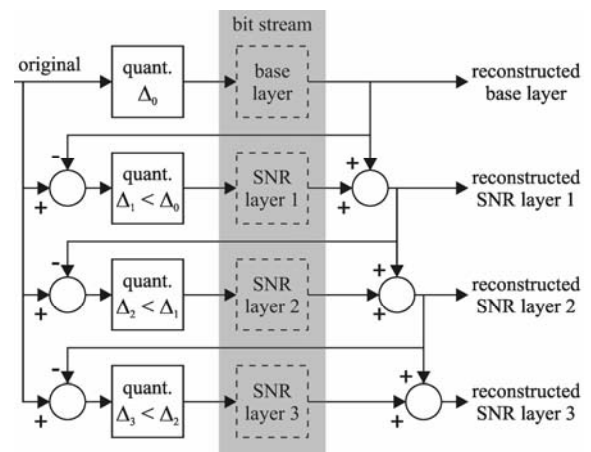 bit stream
original
quant.
Δ₀
base
layer
reconstructed
base layer
-
+
quant.
Δ₁ < Δ₀
SNR
layer 1
+
+
reconstructed
SNR layer 1
-
+
quant.
Δ₂ < Δ₁
SNR
layer 2
+
+
reconstructed
SNR layer 2
-
+
quant.
Δ₃ < Δ₂
SNR
layer 3
+
+
reconstructed
SNR layer 3